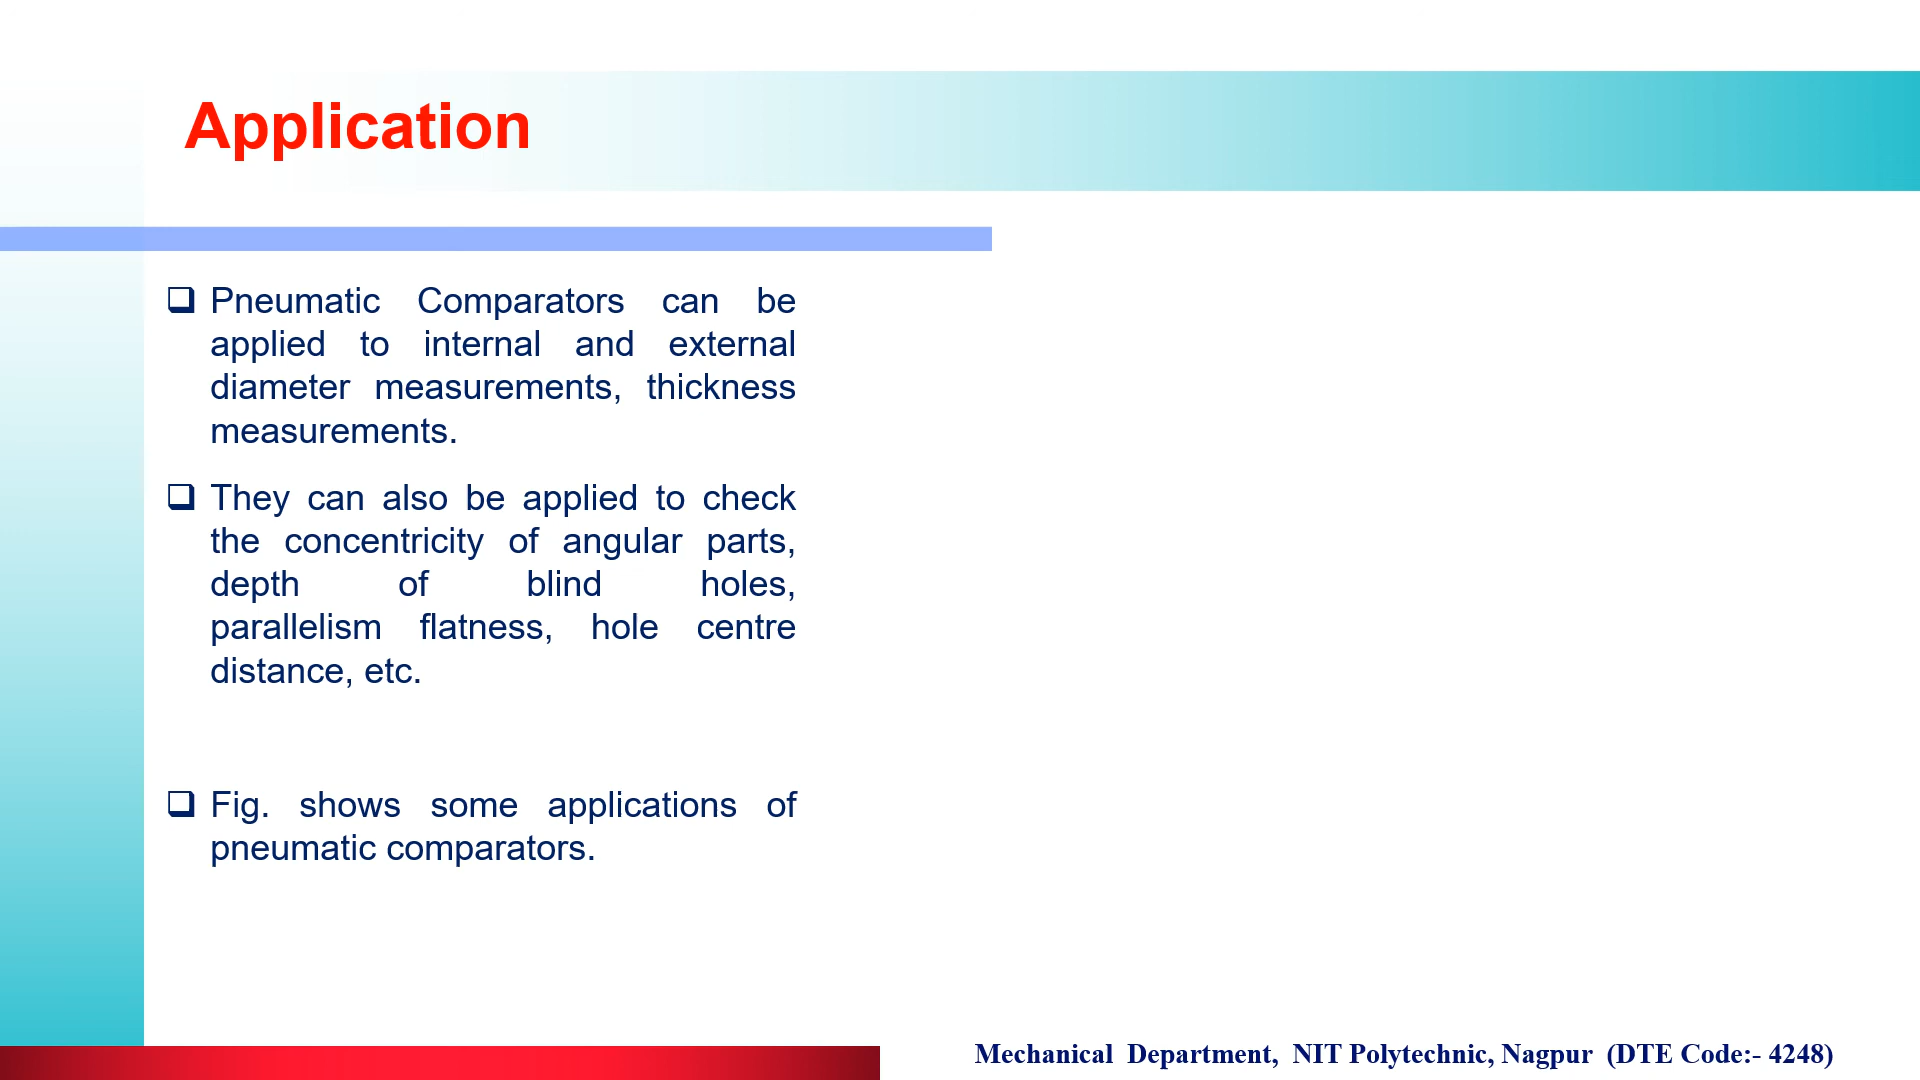 Application
❑ Pneumatic Comparators can be
applied to internal and external
diameter measurements, thickness
measurements.
❑ They can also be applied to check
the concentricity of angular parts,
depth of blind holes,
parallelism flatness, hole centre
distance, etc.
❑ Fig. shows some applications of
pneumatic comparators.
Mechanical Department, NIT Polytechnic, Nagpur (DTE Code:- 4248)